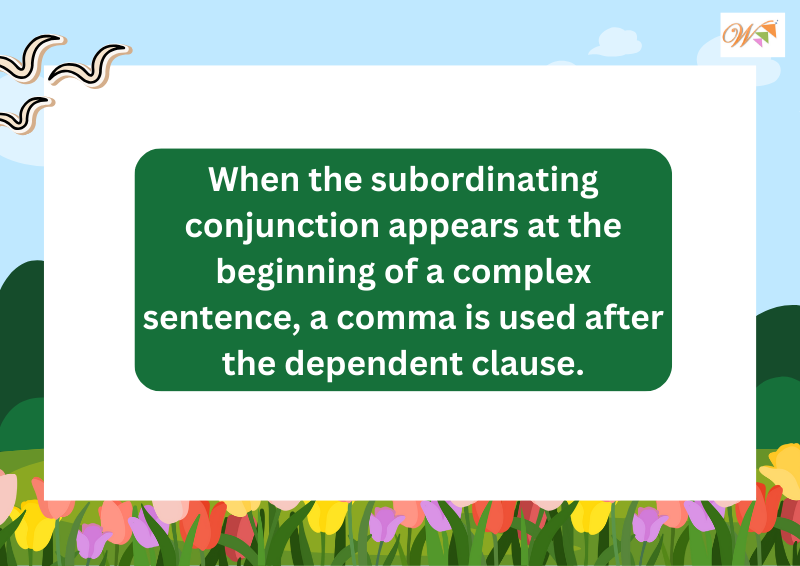 W
When the subordinating
conjunction appears at the
beginning of a complex
sentence, a comma is used after
the dependent clause.